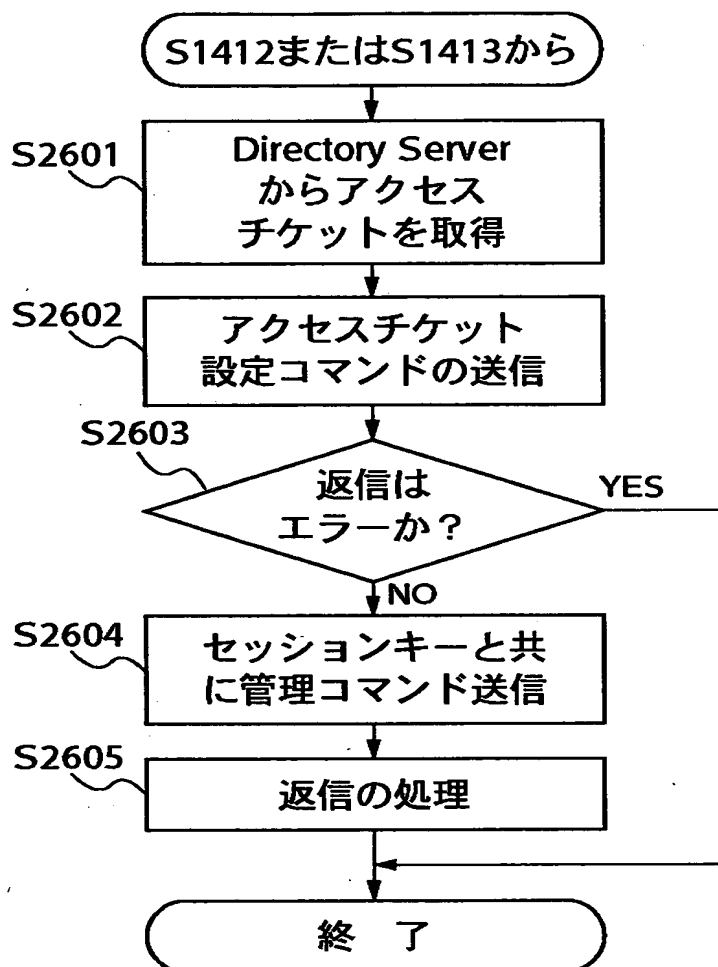 S1412またはS1413から
S2601
Directory Server
からアクセス
チケットを取得
S2602
アクセスチケット
設定コマンドの送信
S2603
返信は
エラーか？
YES
NO
S2604
セッションキーと共
に管理コマンド送信
S2605
返信の処理
終　了